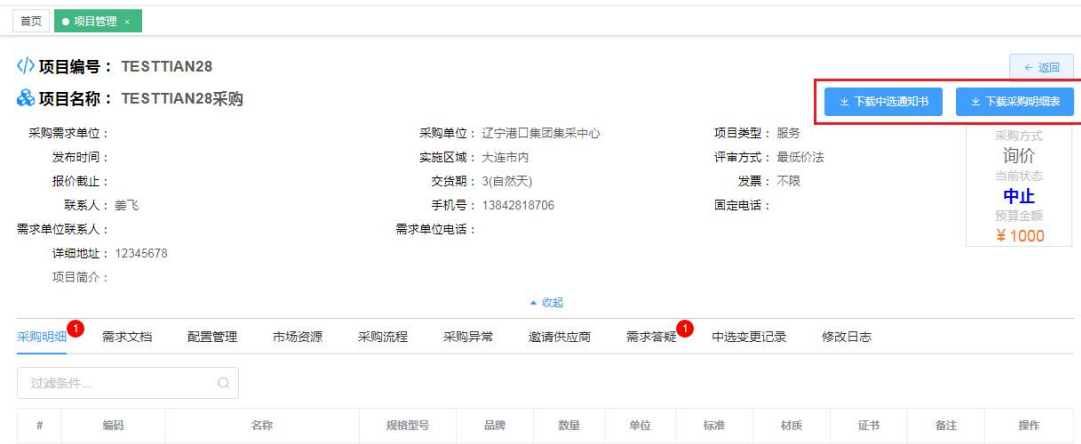 首页 项目管理 ×
项目编号： TESTTIAN28
← 返回
项目名称： TESTTIAN28采购
下载中选通知书 下载采购明细表
采购需求单位： 采购单位： 辽宁港口集团集采中心 项目类型： 服务
采购方式
发布时间： 实施区域： 大连市内 评审方式： 最低价法
询价
报价截止： 交货期： 3(自然天) 发票： 不限
当前状态
联系人： 姜飞 手机号： 13842818706 固定电话：
中止
需求单位联系人： 需求单位电话：
预算金额
￥1000
详细地址： 12345678
项目简介：
收起
采购明细 1 需求文档 配置管理 市场资源 采购流程 采购异常 邀请供应商 需求答疑 1 中选变更记录 修改日志
过滤条件...
# 编码 名称 规格型号 品牌 数量 单位 标准 材质 证书 备注 操作